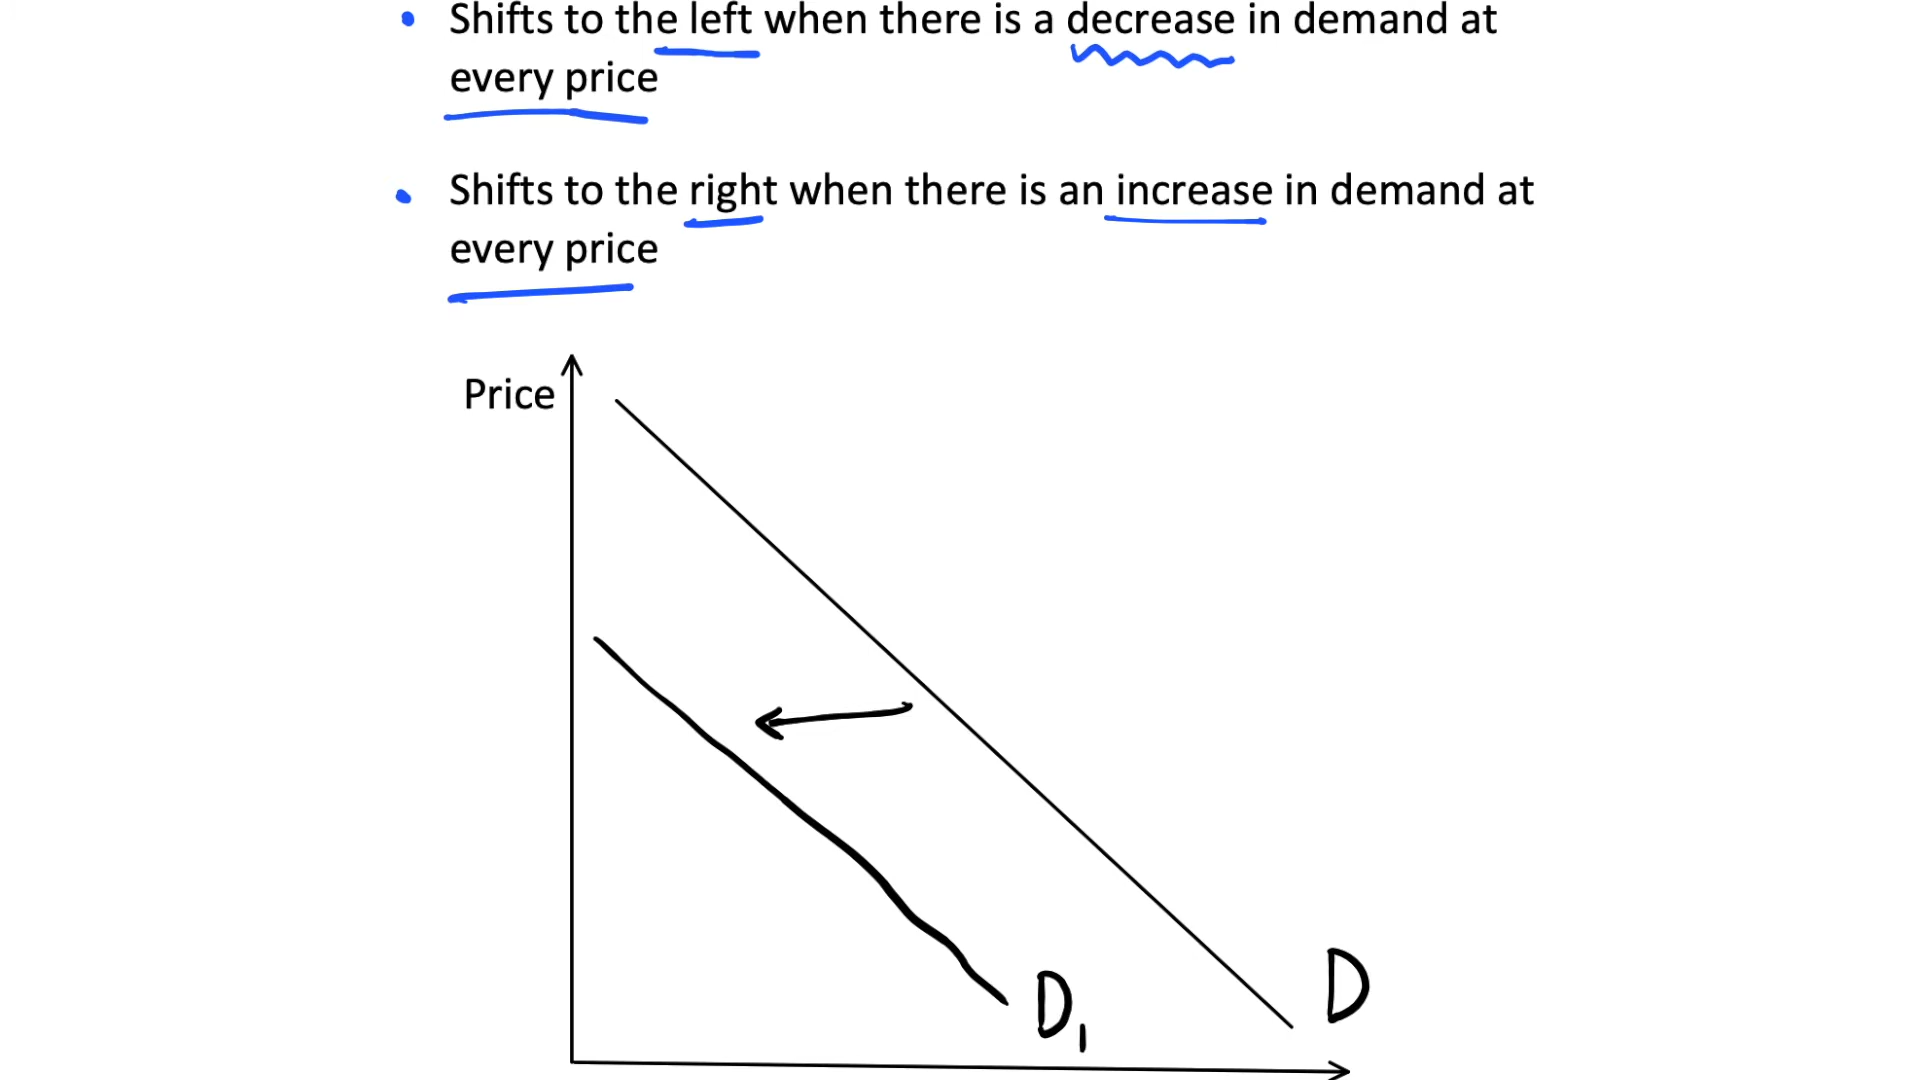 • Shifts to the left when there is a decrease in demand at
every price
• Shifts to the right when there is an increase in demand at
every price
Price
D
D₁